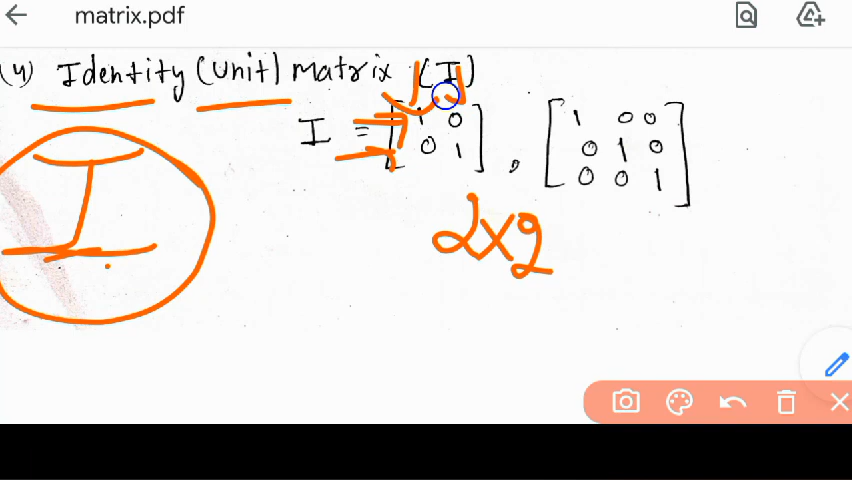 matrix.pdf
(4) Identity (Unit) matrix (I)
I = [1 0
0 1], [1 0 0
0 1 0
0 0 1]
I
2x2